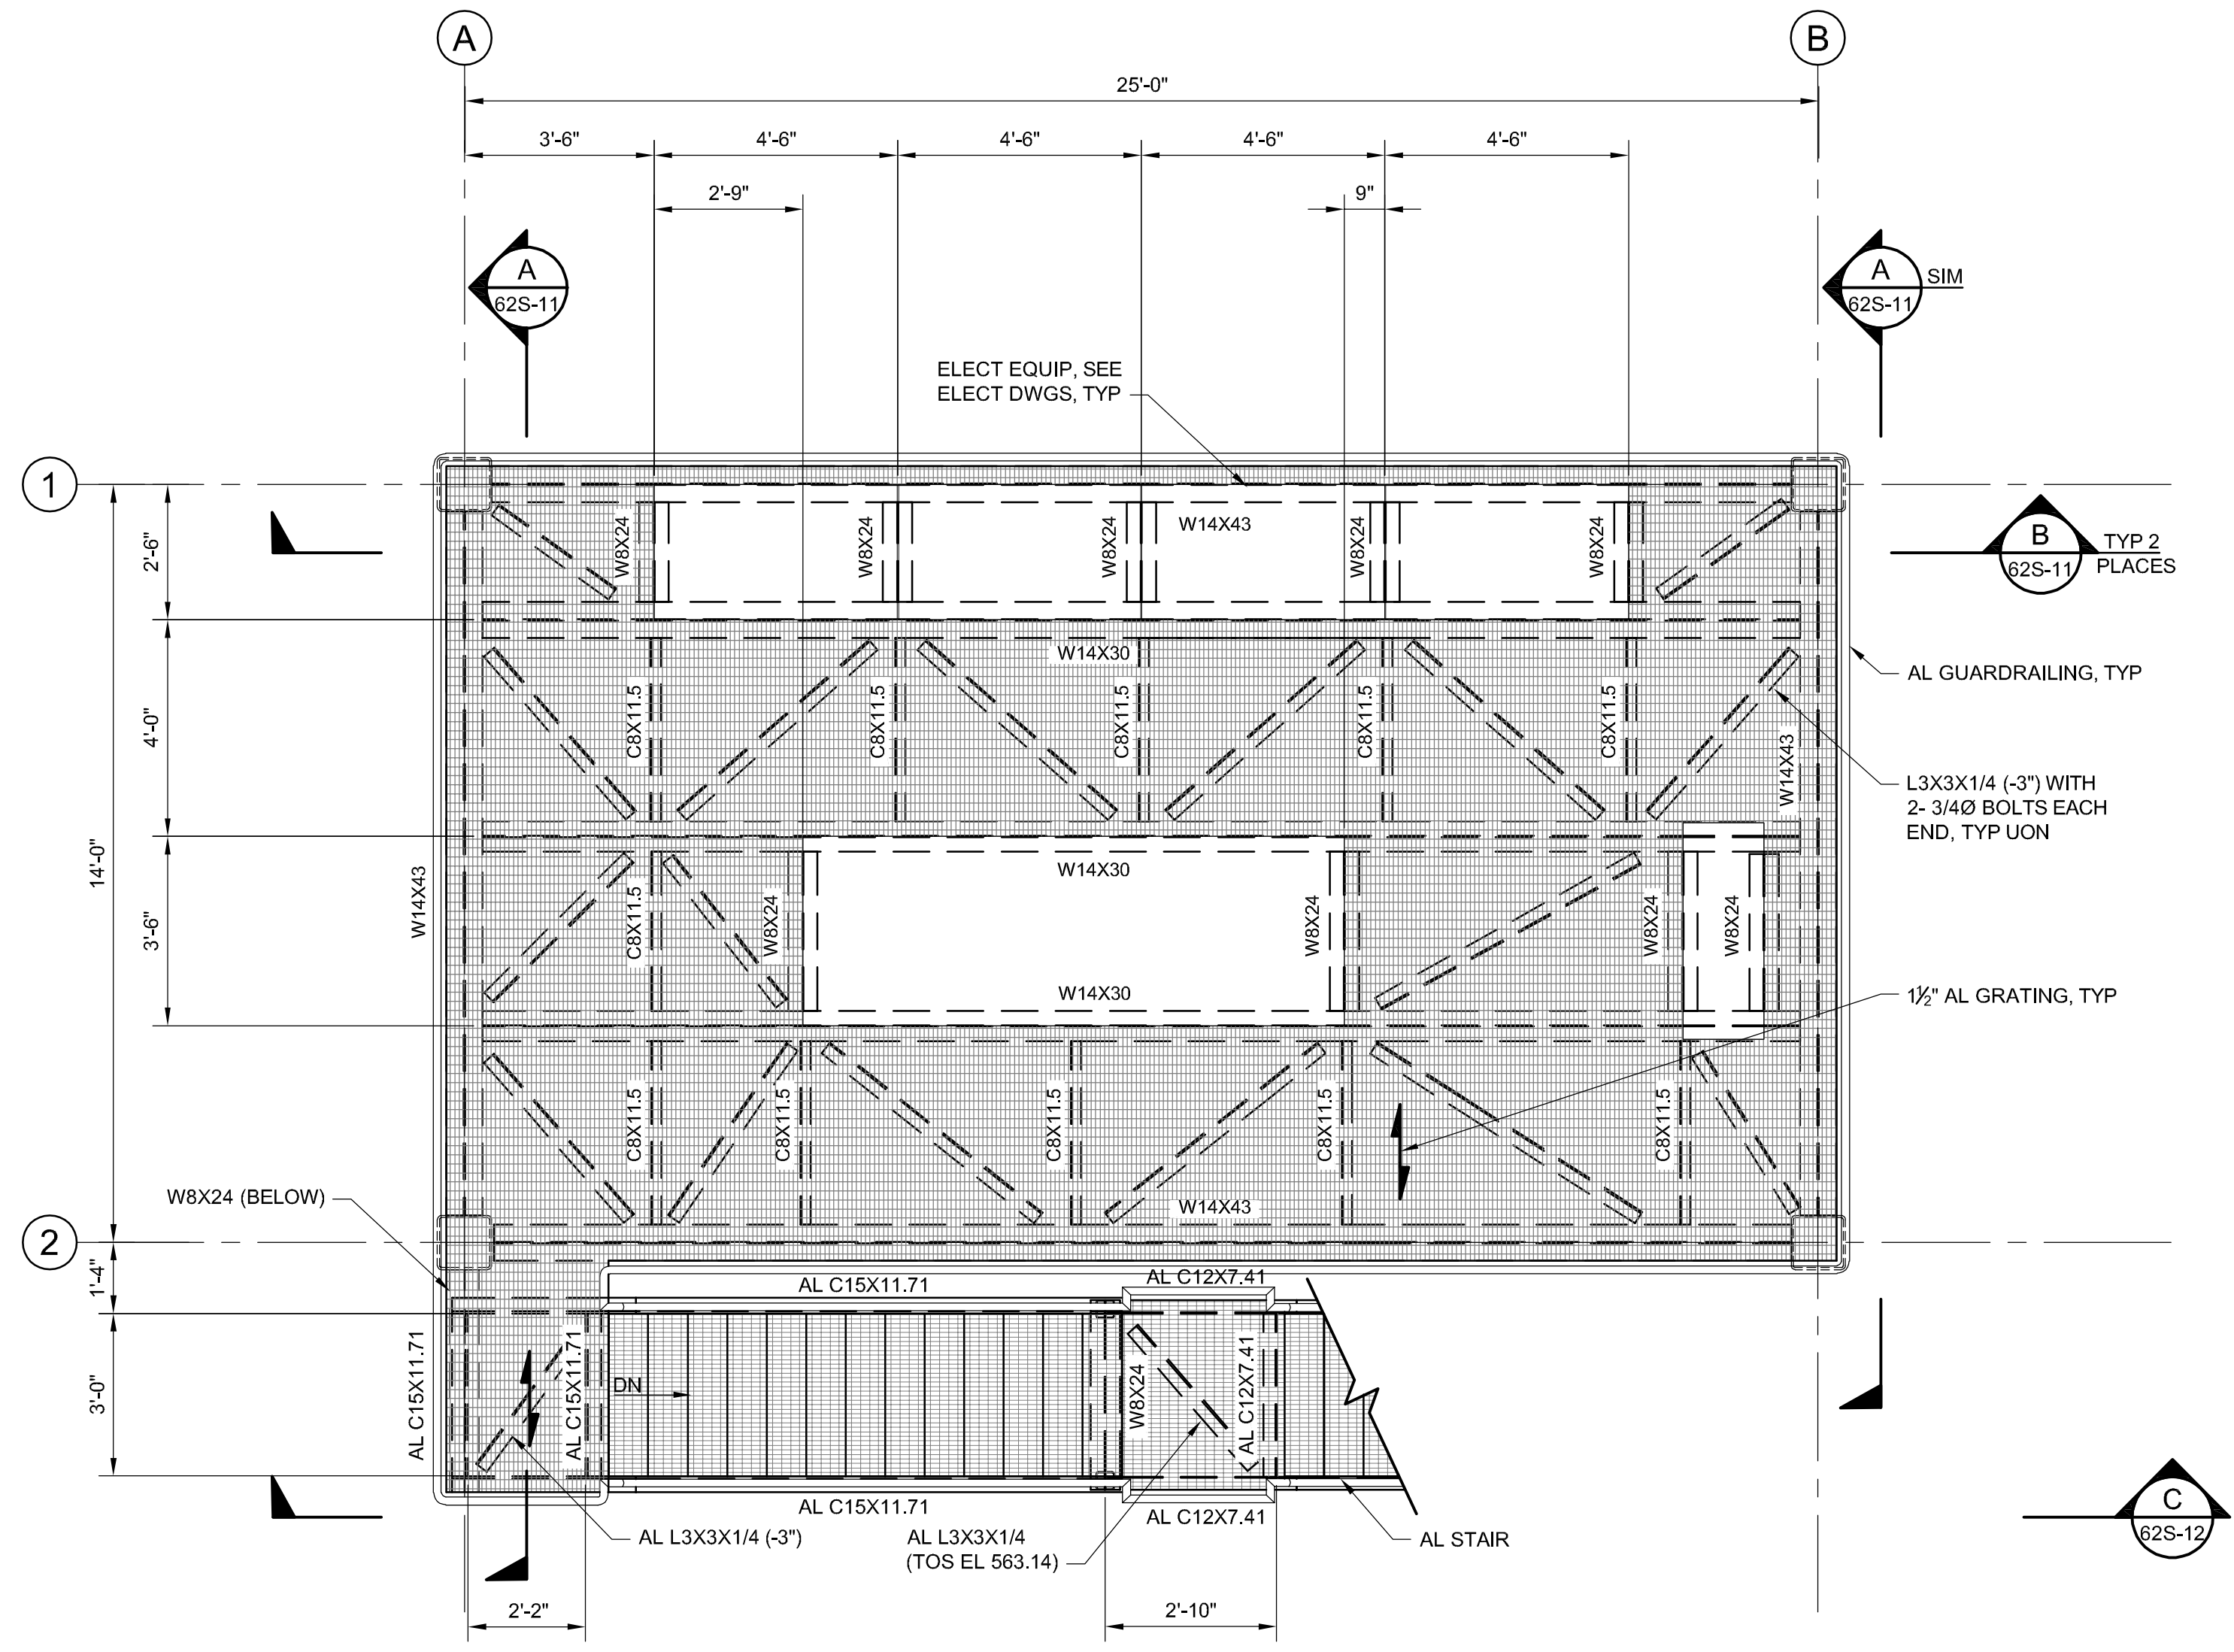 A
B
25'-0"
3'-6"
4'-6"
4'-6"
4'-6"
4'-6"
2'-9"
9"
A
62S-11
A
62S-11
SIM
ELECT EQUIP, SEE
ELECT DWGS, TYP
1
2'-6"
W8X24
W8X24
W8X24
W14X43
W8X24
W8X24
B
62S-11
TYP 2
PLACES
4'-0"
W14X30
C8X11.5
C8X11.5
C8X11.5
C8X11.5
C8X11.5
W14X43
AL GUARDRAILING, TYP
L3X3X1/4 (-3") WITH
2- 3/4Ø BOLTS EACH
END, TYP UON
14'-0"
3'-6"
W14X43
C8X11.5
W8X24
W14X30
W14X30
W8X24
W8X24
W8X24
1½" AL GRATING, TYP
C8X11.5
C8X11.5
C8X11.5
C8X11.5
C8X11.5
W14X43
W8X24 (BELOW)
2
1'-4"
3'-0"
AL C15X11.71
AL C12X7.41
AL C15X11.71
AL C15X11.71
DN
W8X24
AL C12X7.41
AL C15X11.71
AL C12X7.41
AL L3X3X1/4 (-3")
AL L3X3X1/4
(TOS EL 563.14)
AL STAIR
C
62S-12
2'-2"
2'-10"